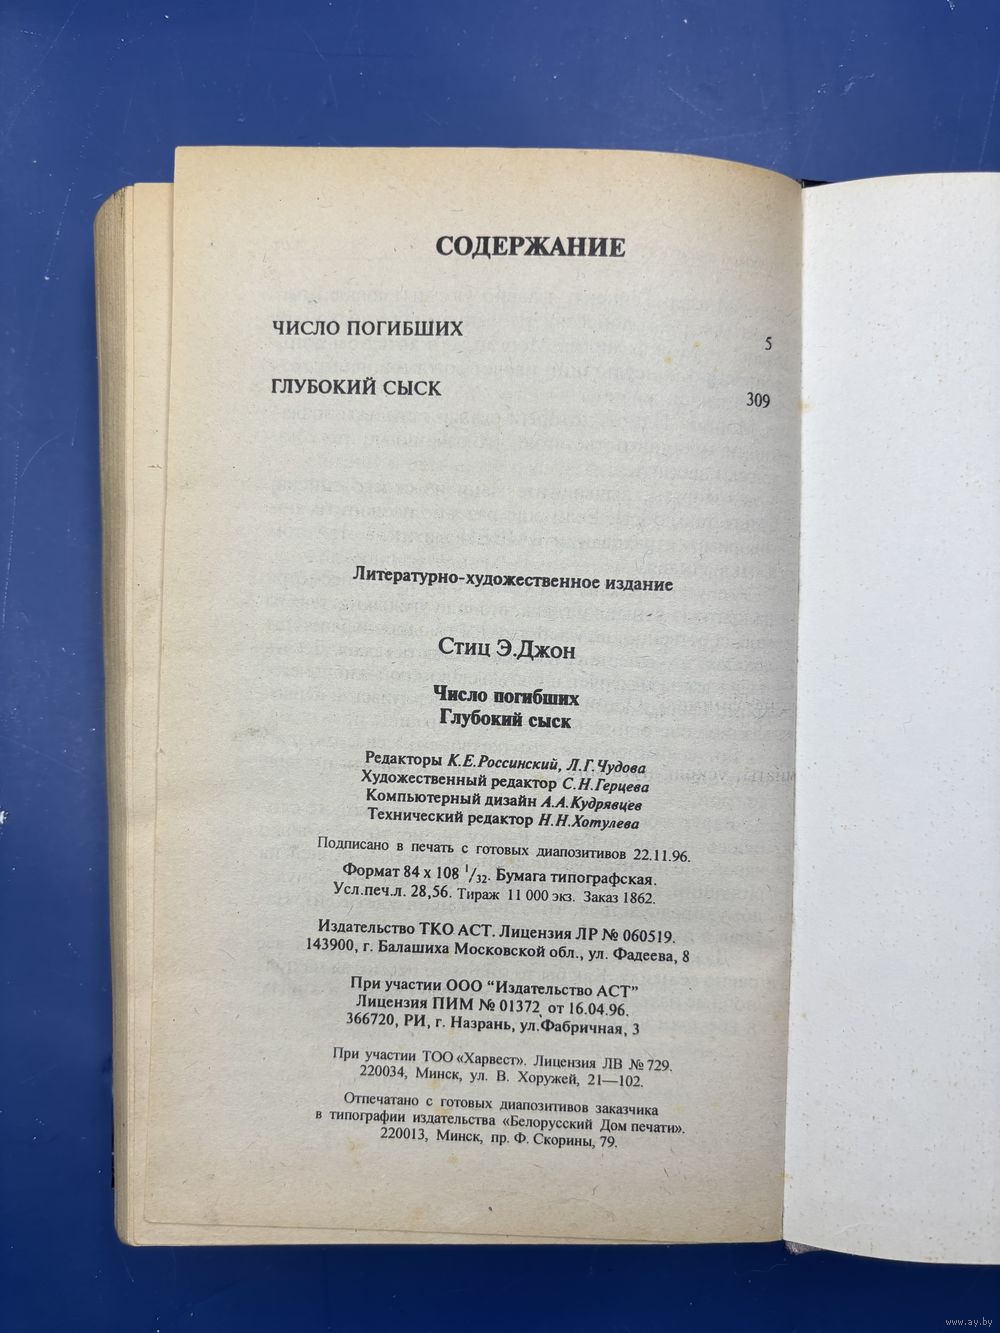 СОДЕРЖАНИЕ
ЧИСЛО ПОГИБШИХ 5
ГЛУБОКИЙ СЫСК 309
Литературно-художественное издание
Стиц Э.Джон
Число погибших
Глубокий сыск
Редакторы К.Е.Россинский, Л.Г.Чудова
Художественный редактор С.Н.Герцева
Компьютерный дизайн А.А.Кудрявцев
Технический редактор Н.Н.Хотулева
Подписано в печать с готовых диапозитивов 22.11.96.
Формат 84 х 108 1/32. Бумага типографская.
Усл.печ.л. 28,56. Тираж 11 000 экз. Заказ 1862.
Издательство ТКО АСТ. Лицензия ЛР № 060519.
143900, г. Балашиха Московской обл., ул. Фадеева, 8
При участии ООО "Издательство АСТ"
Лицензия ПИМ № 01372 от 16.04.96.
366720, РИ, г. Назрань, ул.Фабричная, 3
При участии ТОО «Харвест». Лицензия ЛВ № 729.
220034, Минск, ул. В. Хоружей, 21—102.
Отпечатано с готовых диапозитивов заказчика
в типографии издательства «Белорусский Дом печати».
220013, Минск, пр. Ф. Скорины, 79.
www.ay.by